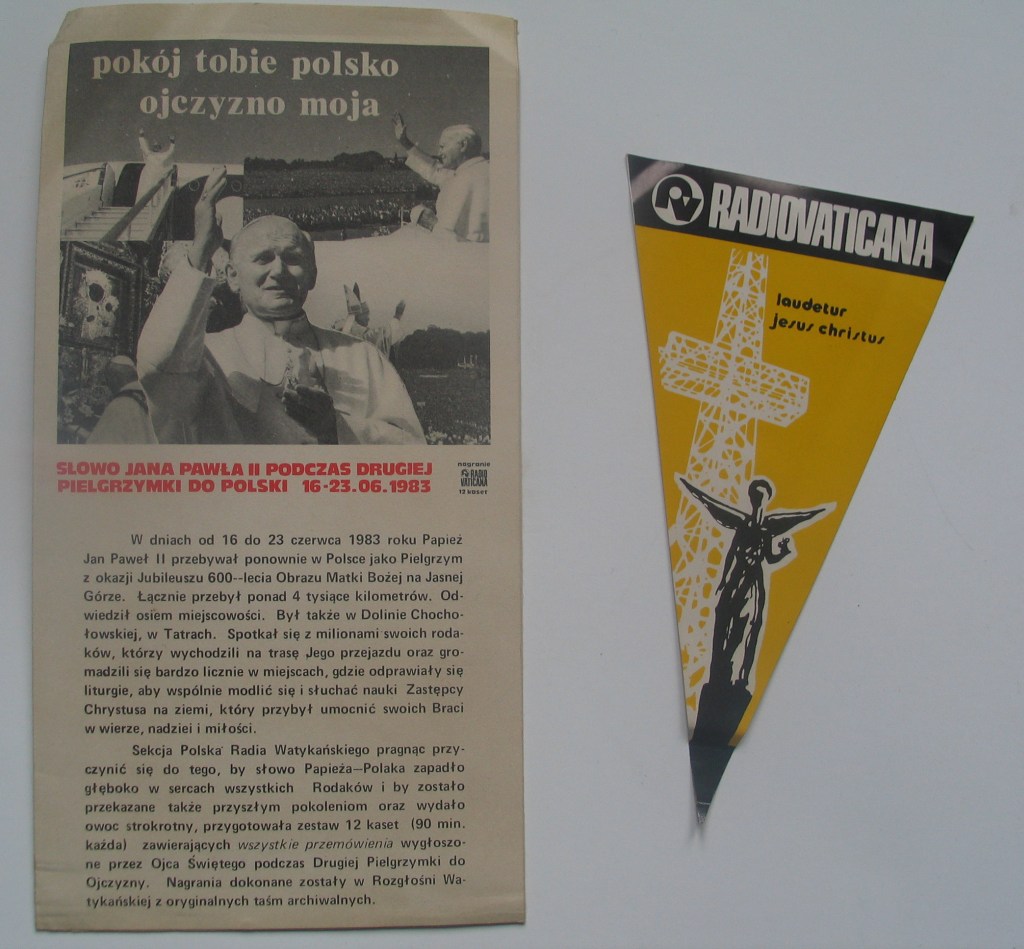 pokój tobie polsko
ojczyzno moja
SŁOWO JANA PAWŁA II PODCZAS DRUGIEJ
PIELGRZYMKI DO POLSKI 16-23.06.1983
nagranie
RADIO
VATICANA
12 kaset
W dniach od 16 do 23 czerwca 1983 roku Papież
Jan Paweł II przebywał ponownie w Polsce jako Pielgrzym
z okazji Jubileuszu 600--lecia Obrazu Matki Bożej na Jasnej
Górze. Łącznie przebył ponad 4 tysiące kilometrów. Od-
wiedził osiem miejscowości. Był także w Dolinie Chocho-
łowskiej, w Tatrach. Spotkał się z milionami swoich roda-
ków, którzy wychodzili na trasę Jego przejazdu oraz gro-
madzili się bardzo licznie w miejscach, gdzie odprawiały się
liturgie, aby wspólnie modlić się i słuchać nauki Zastępcy
Chrystusa na ziemi, który przybył umocnić swoich Braci
w wierze, nadziei i miłości.
Sekcja Polska Radia Watykańskiego pragnąc przy-
czynić się do tego, by słowo Papieża—Polaka zapadło
głęboko w sercach wszystkich Rodaków i by zostało
przekazane także przyszłym pokoleniom oraz wydało
owoc strokrotny, przygotowała zestaw 12 kaset (90 min.
każda) zawierających wszystkie przemówienia wygłoszo-
ne przez Ojca Świętego podczas Drugiej Pielgrzymki do
Ojczyzny. Nagrania dokonane zostały w Rozgłośni Wa-
tykańskiej z oryginalnych taśm archiwalnych.
RV RADIOVATICANA
laudetur
jesus christus